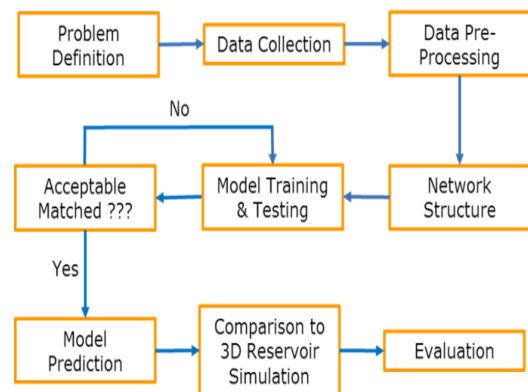 Problem
Definition
Data Collection
Data Pre-
Processing
No
Acceptable
Matched ???
Model Training
& Testing
Network
Structure
Yes
Model
Prediction
Comparison to
3D Reservoir
Simulation
Evaluation